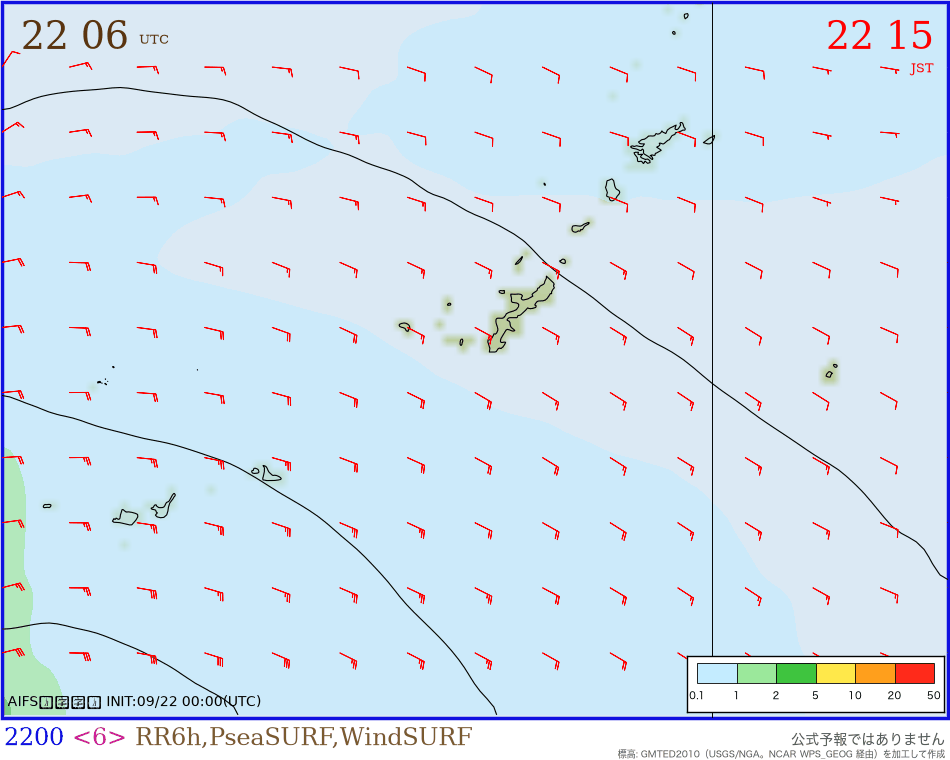 22 06 UTC
22 15
JST
0.1 1 2 5 10 20 50
AIFS INIT:09/22 00:00(UTC)
2200 <6> RR6h,PseaSURF,WindSURF
公式予報ではありません
標高: GMTED2010（USGS/NGA。NCAR WPS_GEOG 経由）を加工して作成